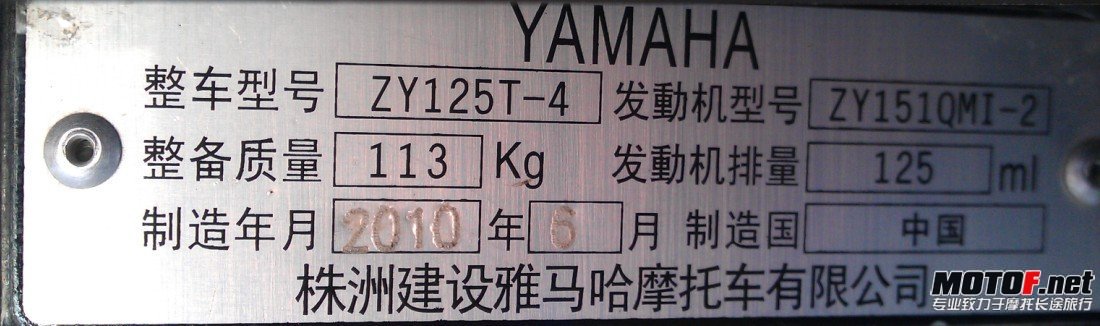 YAMAHA
整车型号 ZY125T-4 发動机型号 ZY151QMI-2
整备质量 113 Kg 发動机排量 125 ml
制造年月 2010 年 6 月 制造国 中国
株洲建设雅马哈摩托车有限公司
MOTOF.net
专业致力于摩托长途旅行